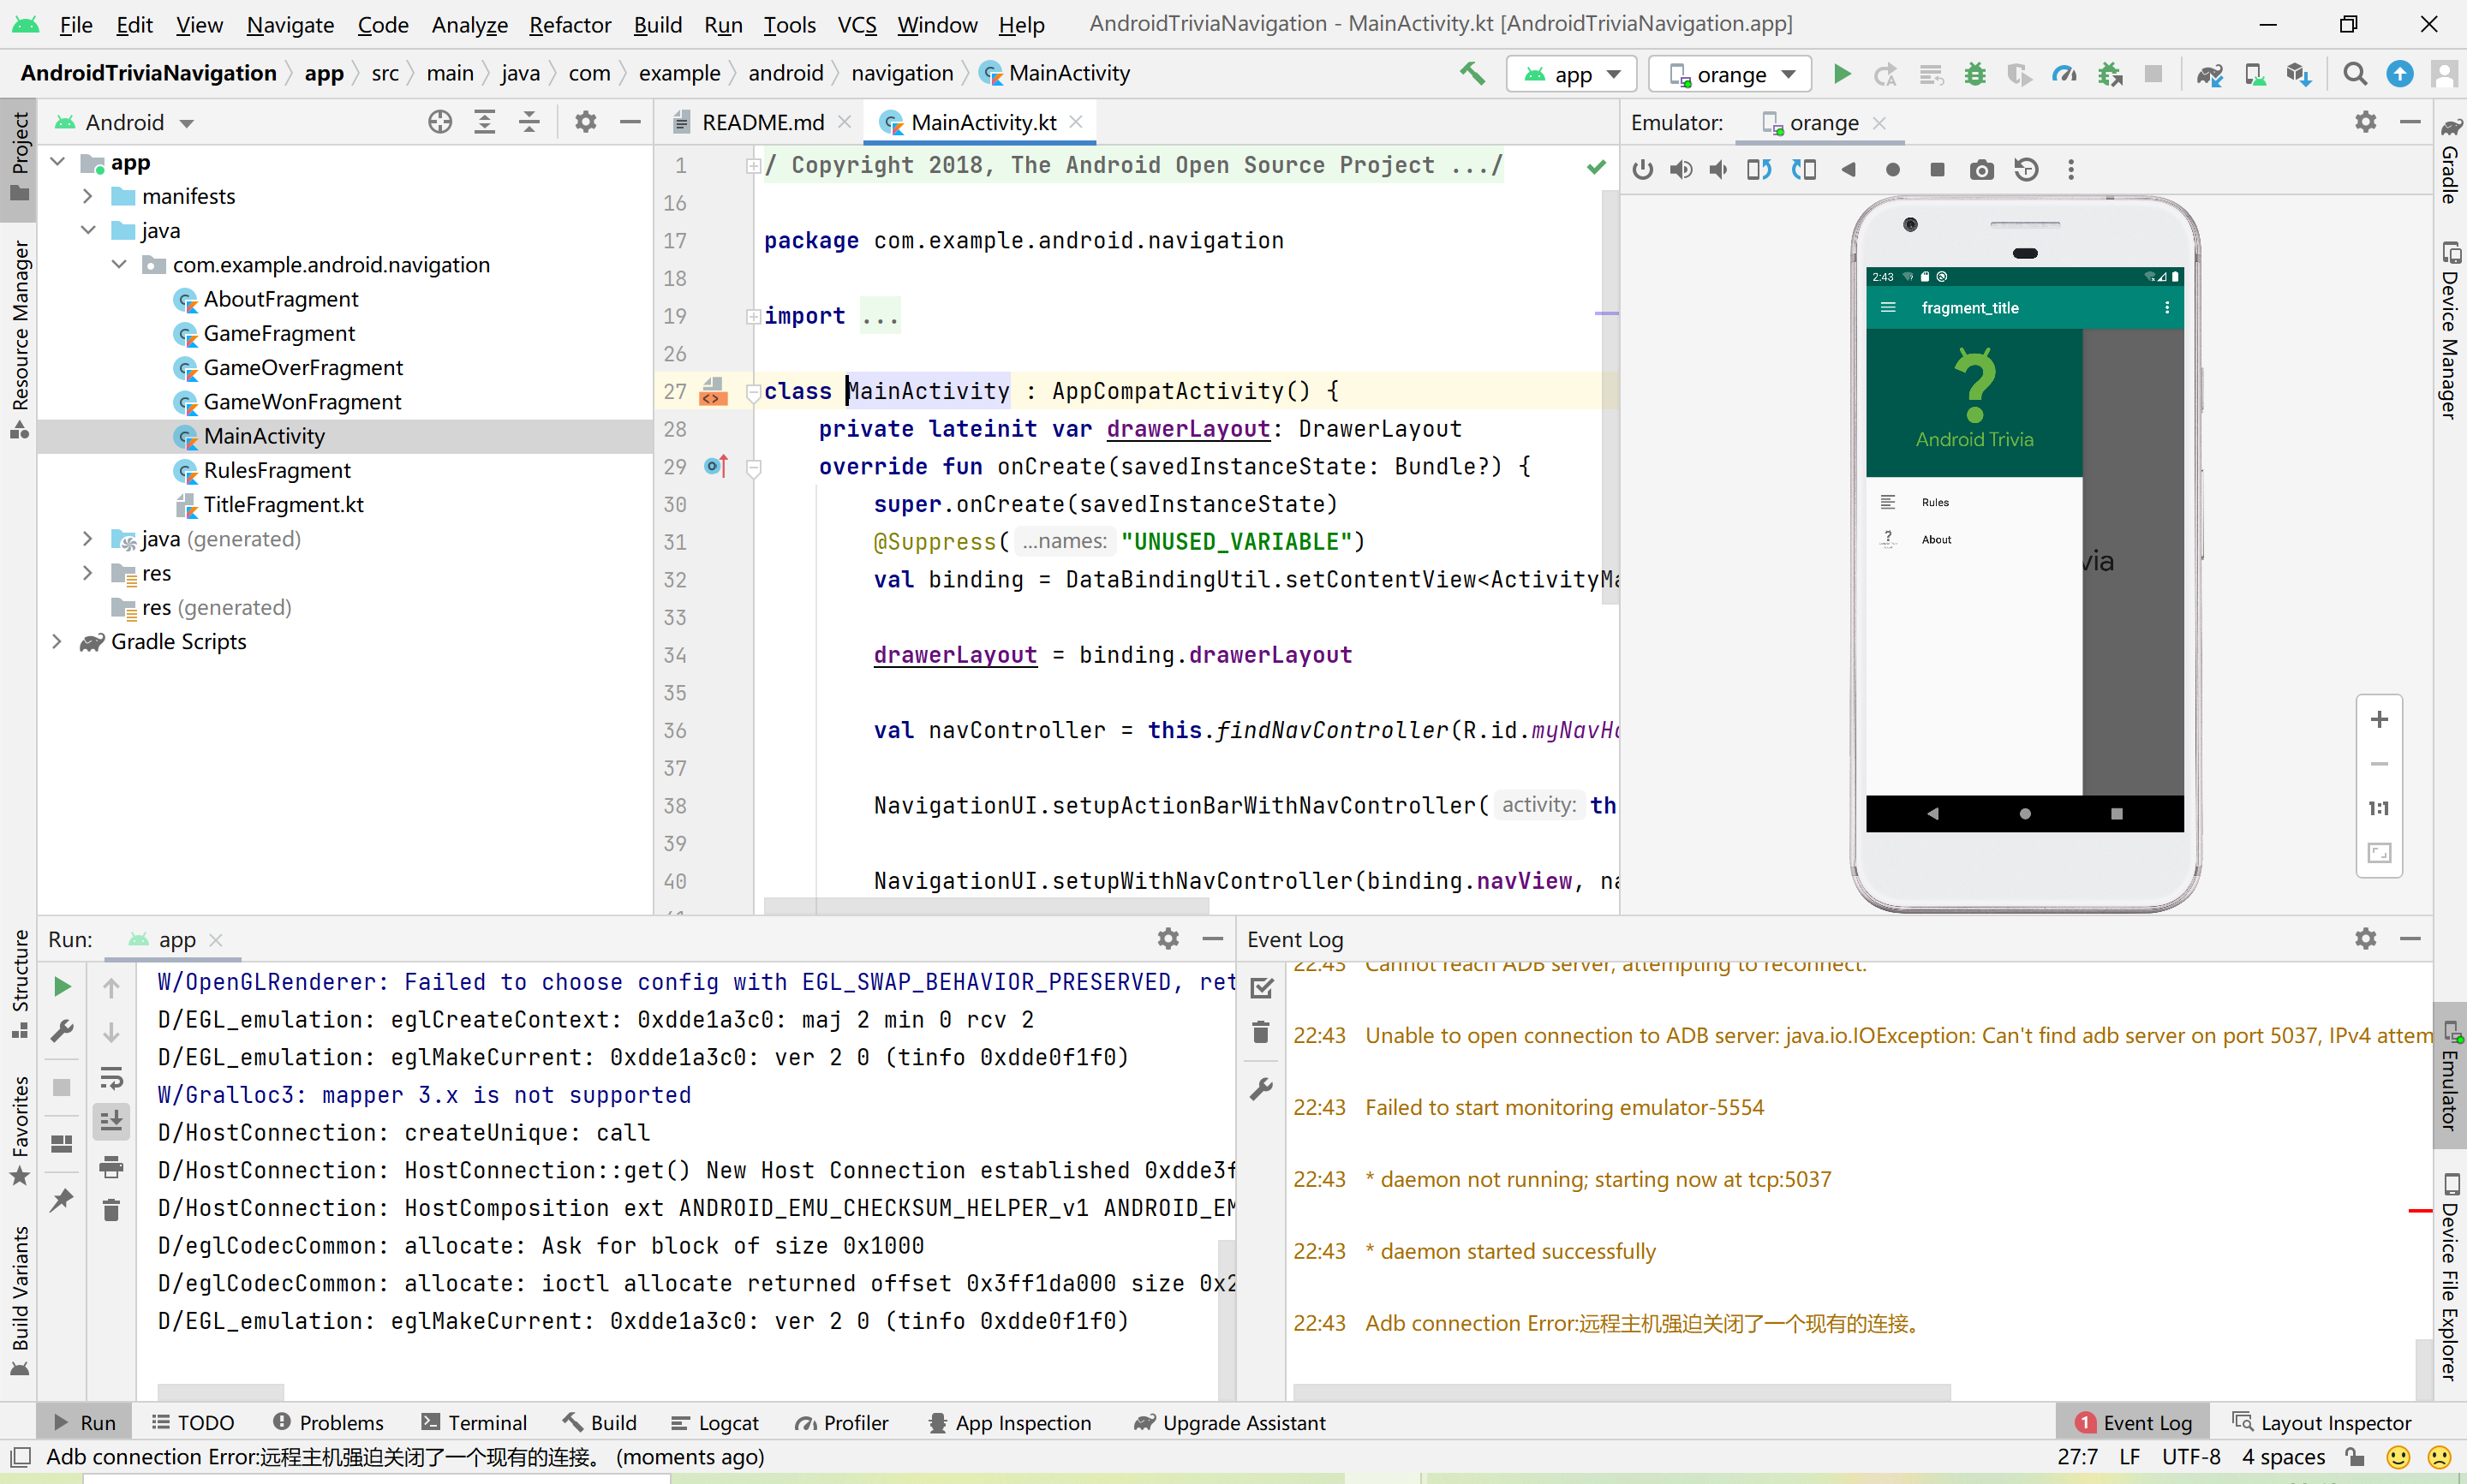 File Edit View Navigate Code Analyze Refactor Build Run Tools VCS Window Help AndroidTriviaNavigation - MainActivity.kt [AndroidTriviaNavigation.app]
AndroidTriviaNavigation app src main java com example android navigation MainActivity app orange
Project
Resource Manager
Structure
Favorites
Build Variants
Android
app
manifests
java
com.example.android.navigation
AboutFragment
GameFragment
GameOverFragment
GameWonFragment
MainActivity
RulesFragment
TitleFragment.kt
java (generated)
res
res (generated)
Gradle Scripts
README.md MainActivity.kt
1 / Copyright 2018, The Android Open Source Project .../
16
17 package com.example.android.navigation
18
19 import ...
26
27 class MainActivity : AppCompatActivity() {
28 private lateinit var drawerLayout: DrawerLayout
29 override fun onCreate(savedInstanceState: Bundle?) {
30 super.onCreate(savedInstanceState)
31 @Suppress( ...names: "UNUSED_VARIABLE")
32 val binding = DataBindingUtil.setContentView<ActivityMa
33
34 drawerLayout = binding.drawerLayout
35
36 val navController = this.findNavController(R.id.myNavHo
37
38 NavigationUI.setupActionBarWithNavController( activity: th
39
40 NavigationUI.setupWithNavController(binding.navView, na
Emulator: orange
2:43
fragment_title
Android Trivia
Rules
About
via
1:1
Gradle
Device Manager
Emulator
Device File Explorer
Run: app
W/OpenGLRenderer: Failed to choose config with EGL_SWAP_BEHAVIOR_PRESERVED, ret
D/EGL_emulation: eglCreateContext: 0xdde1a3c0: maj 2 min 0 rcv 2
D/EGL_emulation: eglMakeCurrent: 0xdde1a3c0: ver 2 0 (tinfo 0xdde0f1f0)
W/Gralloc3: mapper 3.x is not supported
D/HostConnection: createUnique: call
D/HostConnection: HostConnection::get() New Host Connection established 0xdde3f
D/HostConnection: HostComposition ext ANDROID_EMU_CHECKSUM_HELPER_v1 ANDROID_EM
D/eglCodecCommon: allocate: Ask for block of size 0x1000
D/eglCodecCommon: allocate: ioctl allocate returned offset 0x3ff1da000 size 0x2
D/EGL_emulation: eglMakeCurrent: 0xdde1a3c0: ver 2 0 (tinfo 0xdde0f1f0)
Event Log
22:43 Cannot reach ADB server, attempting to reconnect.
22:43 Unable to open connection to ADB server: java.io.IOException: Can't find adb server on port 5037, IPv4 attem
22:43 Failed to start monitoring emulator-5554
22:43 * daemon not running; starting now at tcp:5037
22:43 * daemon started successfully
22:43 Adb connection Error:远程主机强迫关闭了一个现有的连接。
Run TODO Problems Terminal Build Logcat Profiler App Inspection Upgrade Assistant 1 Event Log Layout Inspector
Adb connection Error:远程主机强迫关闭了一个现有的连接。 (moments ago) 27:7 LF UTF-8 4 spaces